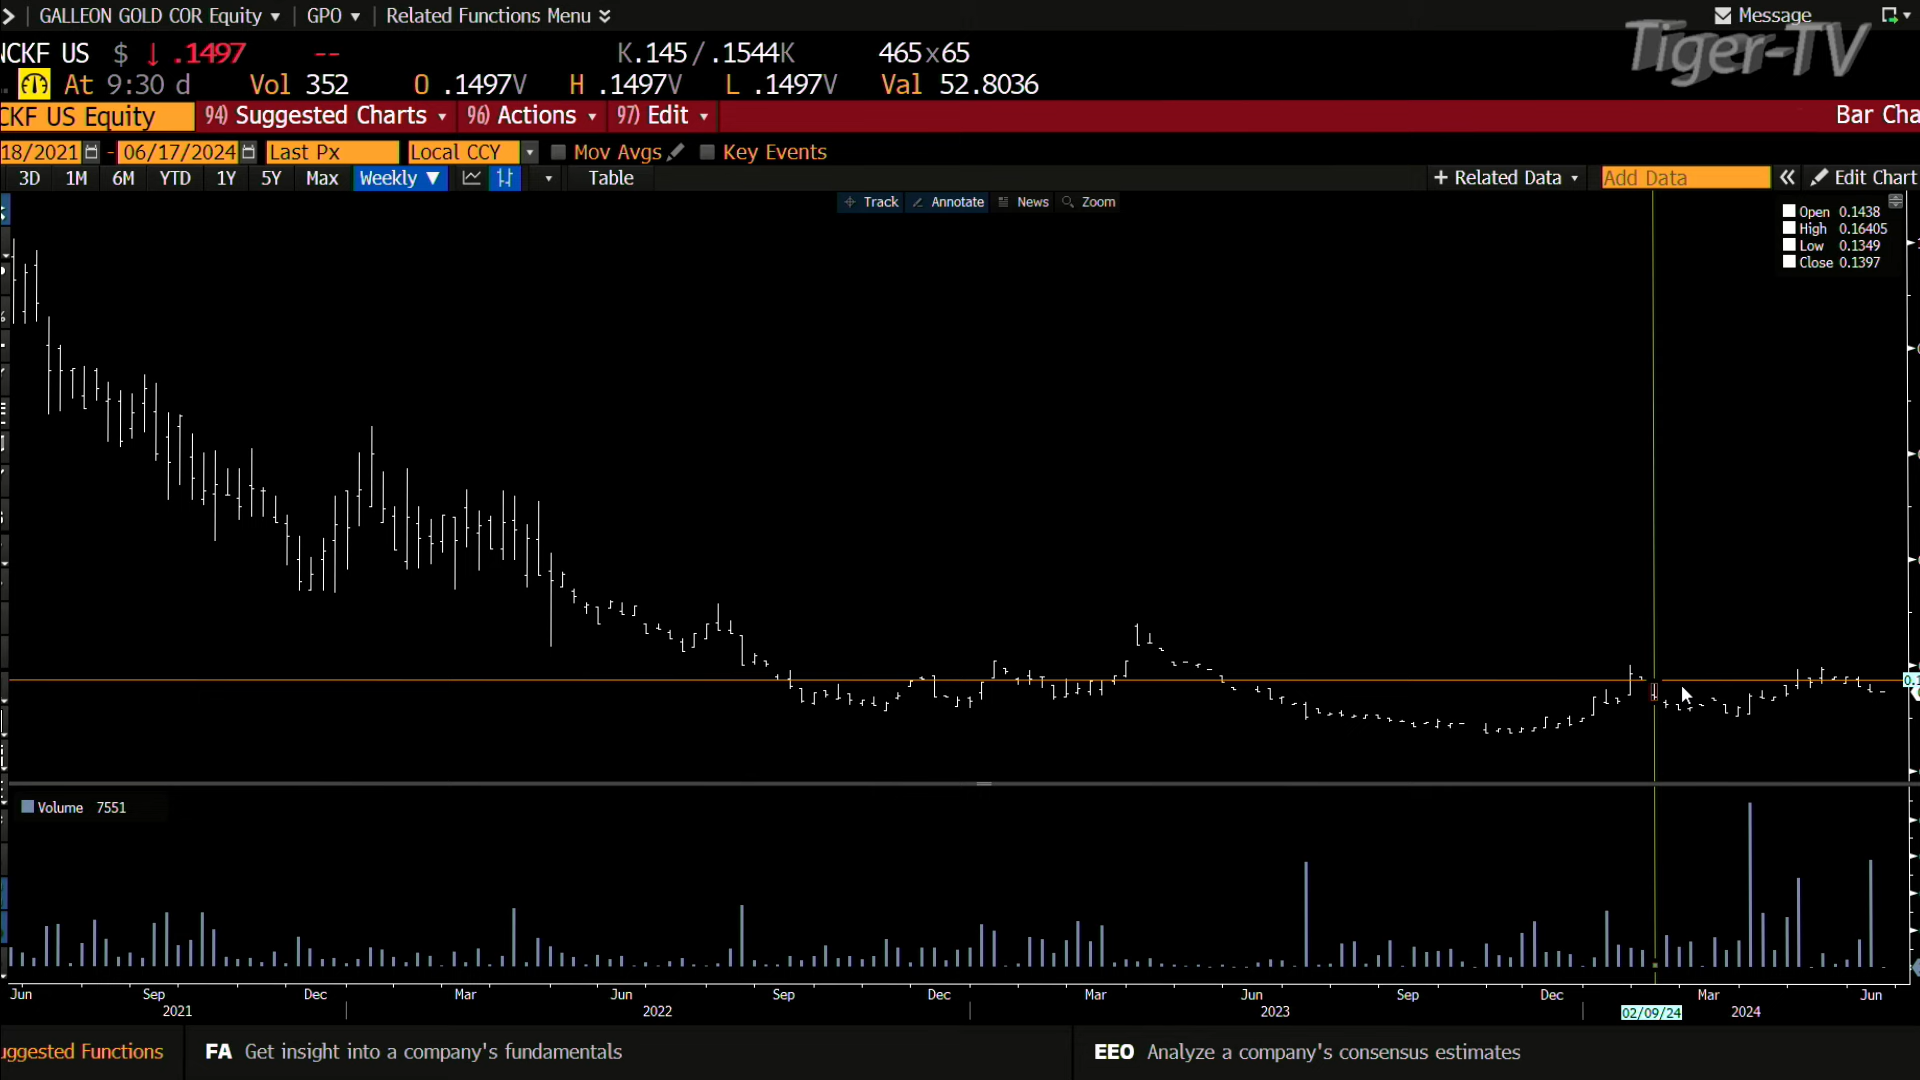 GALLEON GOLD COR Equity GPO Related Functions Menu Message
Tiger-TV
NCKF US $ ↓ .1497 -- K.145 / .1544K 465x65
At 9:30 d Vol 352 O .1497V H .1497V L .1497V Val 52.8036
CKF US Equity 94) Suggested Charts 96) Actions 97) Edit Bar Cha
18/2021 - 06/17/2024 Last Px Local CCY Mov Avgs Key Events
3D 1M 6M YTD 1Y 5Y Max Weekly ▼ Table + Related Data Add Data « Edit Chart
Track Annotate News Zoom
Open 0.1438
High 0.16405
Low 0.1349
Close 0.1397
0.1
Volume 7551
Jun Sep Dec Mar Jun Sep Dec Mar Jun Sep Dec Mar Jun
2021 2022 2023 02/09/24 2024
uggested Functions FA Get insight into a company's fundamentals EEO Analyze a company's consensus estimates